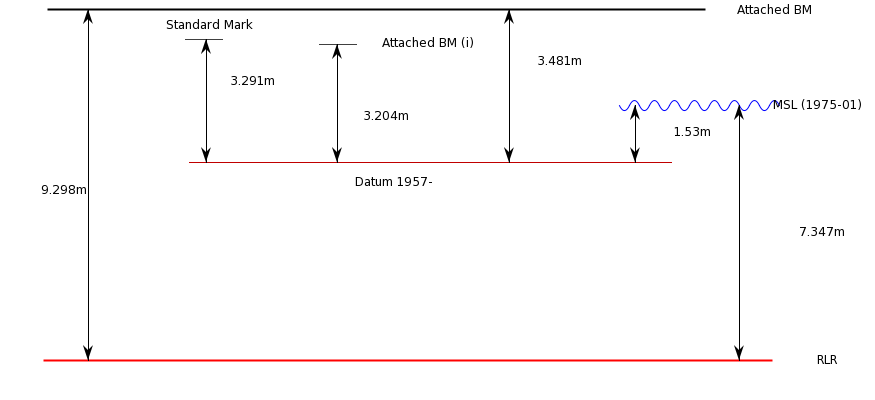 Attached BM
Standard Mark
Attached BM (i)
3.481m
3.291m
MSL (1975-01)
3.204m
1.53m
Datum 1957-
9.298m
7.347m
RLR